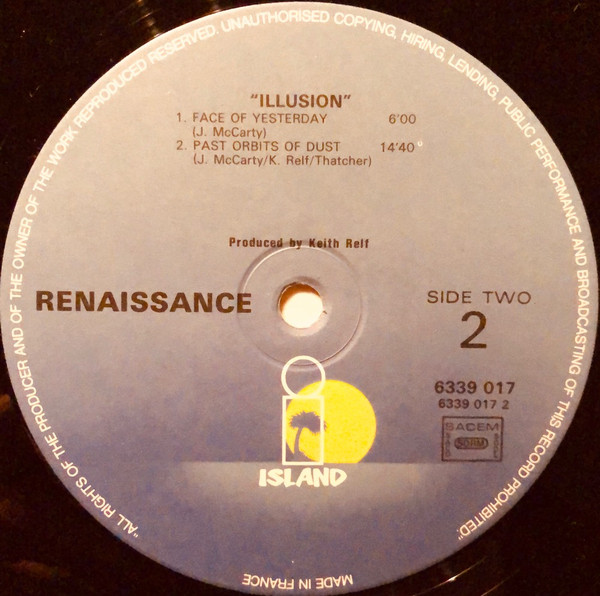 "ALL RIGHTS OF THE PRODUCER AND OF THE OWNER OF THE WORK REPRODUCED RESERVED. UNAUTHORISED COPYING, HIRING, LENDING, PUBLIC PERFORMANCE AND BROADCASTING OF THIS RECORD PROHIBITED."
"ILLUSION"
1. FACE OF YESTERDAY 6'00
(J. McCarty)
2. PAST ORBITS OF DUST 14'40
(J. McCarty/K. Relf/Thatcher)
Produced by Keith Relf
RENAISSANCE
SIDE TWO
2
6339 017
6339 017 2
SACEM
SDRM
ISLAND
MADE IN FRANCE